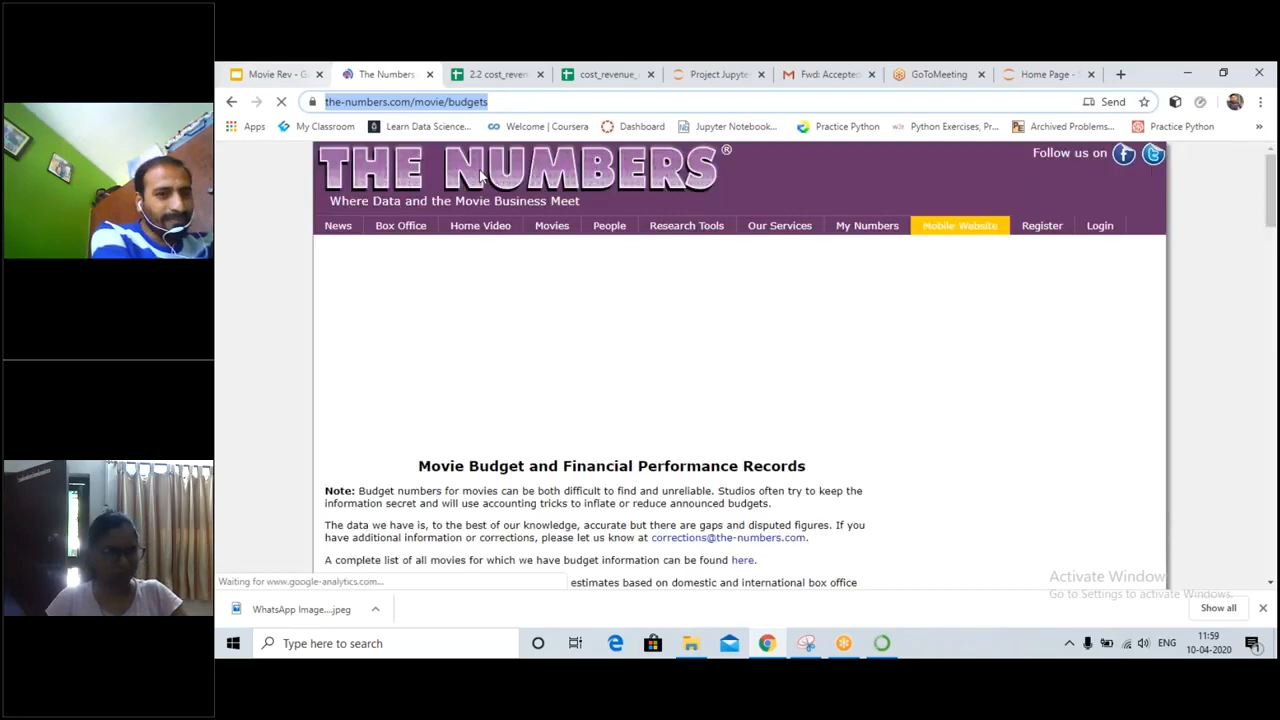 Movie Rev - G
The Numbers
2.2 cost_reven
cost_revenue_
Project Jupyte
Fwd: Accepted
GoToMeeting
Home Page - S
the-numbers.com/movie/budgets
Send
Apps
My Classroom
Learn Data Science...
Welcome | Coursera
Dashboard
Jupyter Notebook...
Practice Python
Python Exercises, Pr...
Archived Problems...
Practice Python
THE NUMBERS®
Follow us on
Where Data and the Movie Business Meet
News Box Office Home Video Movies People Research Tools Our Services My Numbers Mobile Website Register Login
Movie Budget and Financial Performance Records
Note: Budget numbers for movies can be both difficult to find and unreliable. Studios often try to keep the
information secret and will use accounting tricks to inflate or reduce announced budgets.
The data we have is, to the best of our knowledge, accurate but there are gaps and disputed figures. If you
have additional information or corrections, please let us know at corrections@the-numbers.com.
A complete list of all movies for which we have budget information can be found here.
estimates based on domestic and international box office
Waiting for www.google-analytics.com...
Activate Window
Go to Settings to activate Windows.
WhatsApp Image....jpeg
Show all
Type here to search
ENG
11:59
10-04-2020